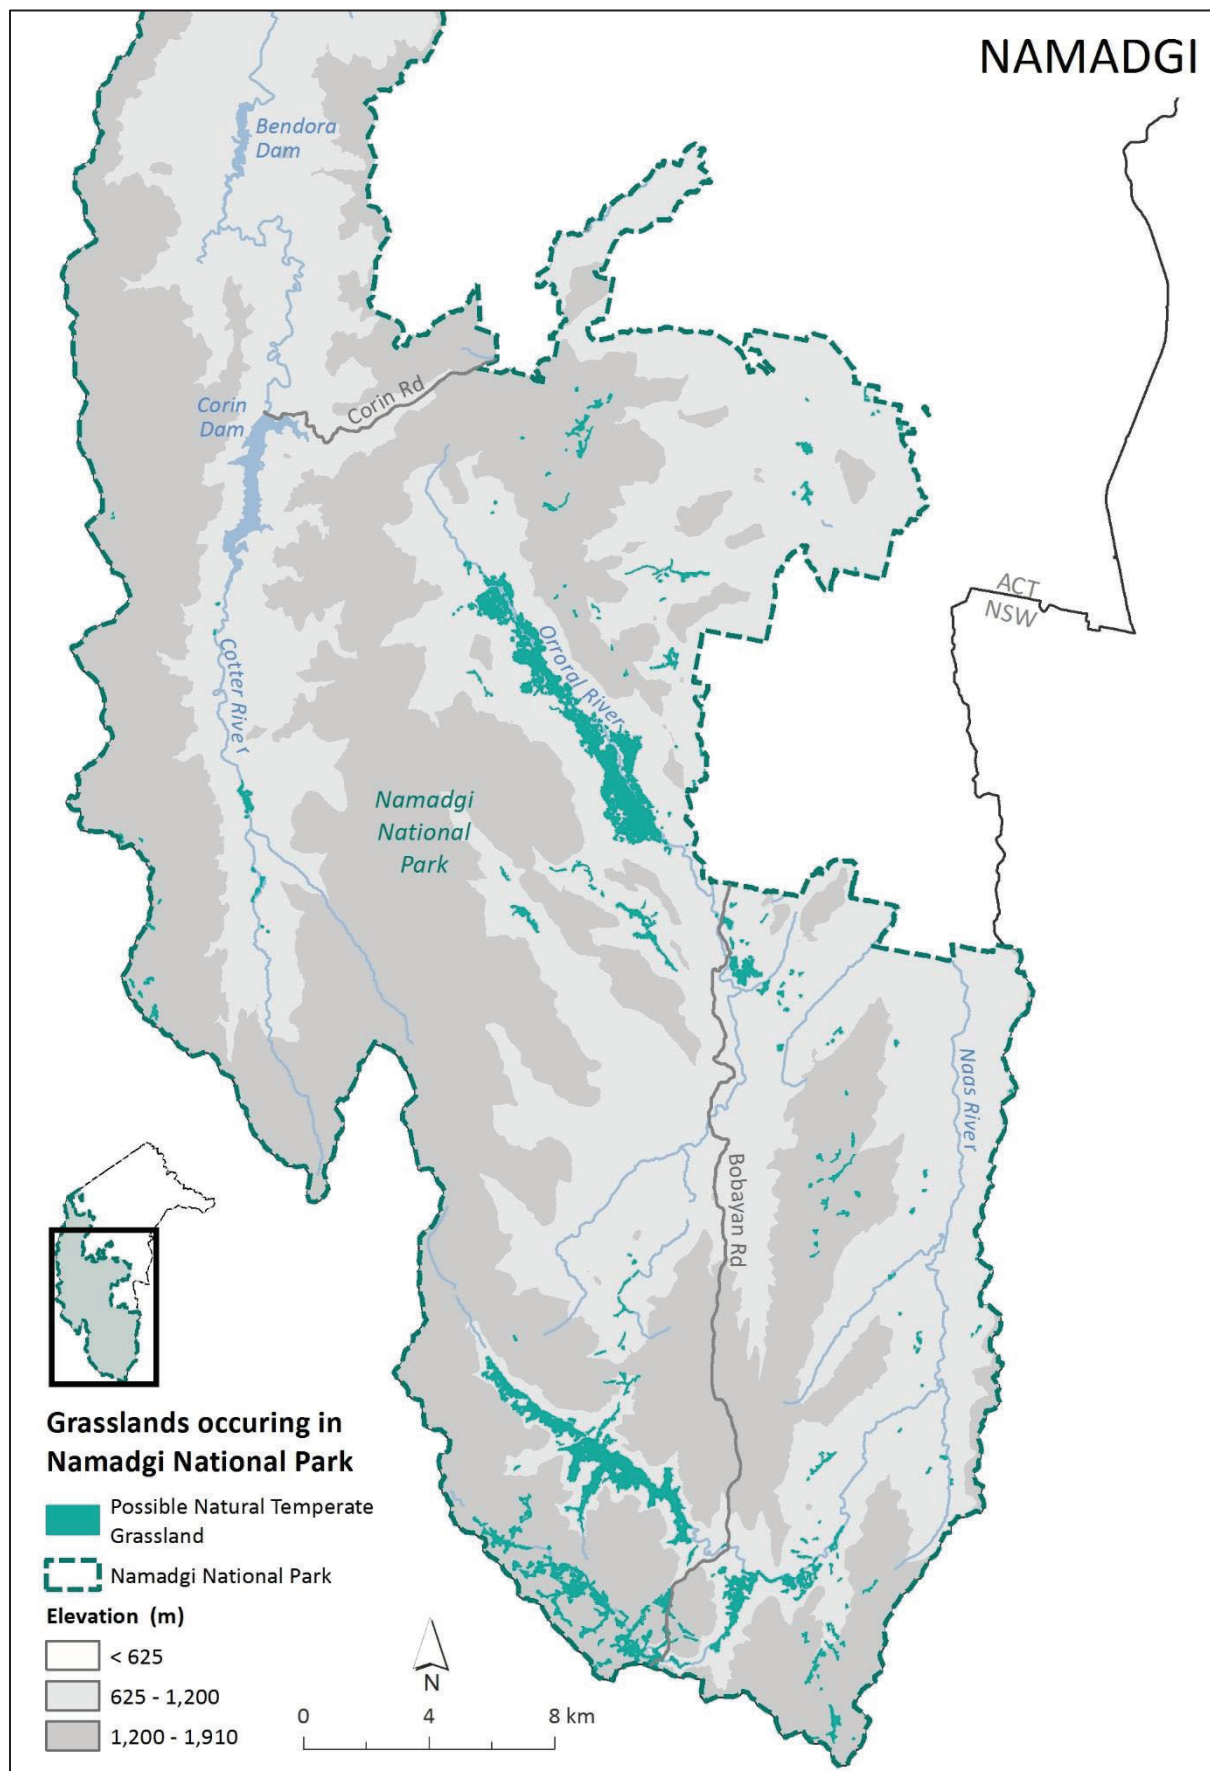 NAMADGI
Bendora
Dam
Corin Rd
Corin
Dam
ACT
NSW
Orroral River
Cotter River
Namadgi
National
Park
Naas River
Bobayan Rd
Grasslands occuring in
Namadgi National Park
Possible Natural Temperate
Grassland
Namadgi National Park
Elevation (m)
< 625
625 - 1,200
1,200 - 1,910
N
0 4 8 km